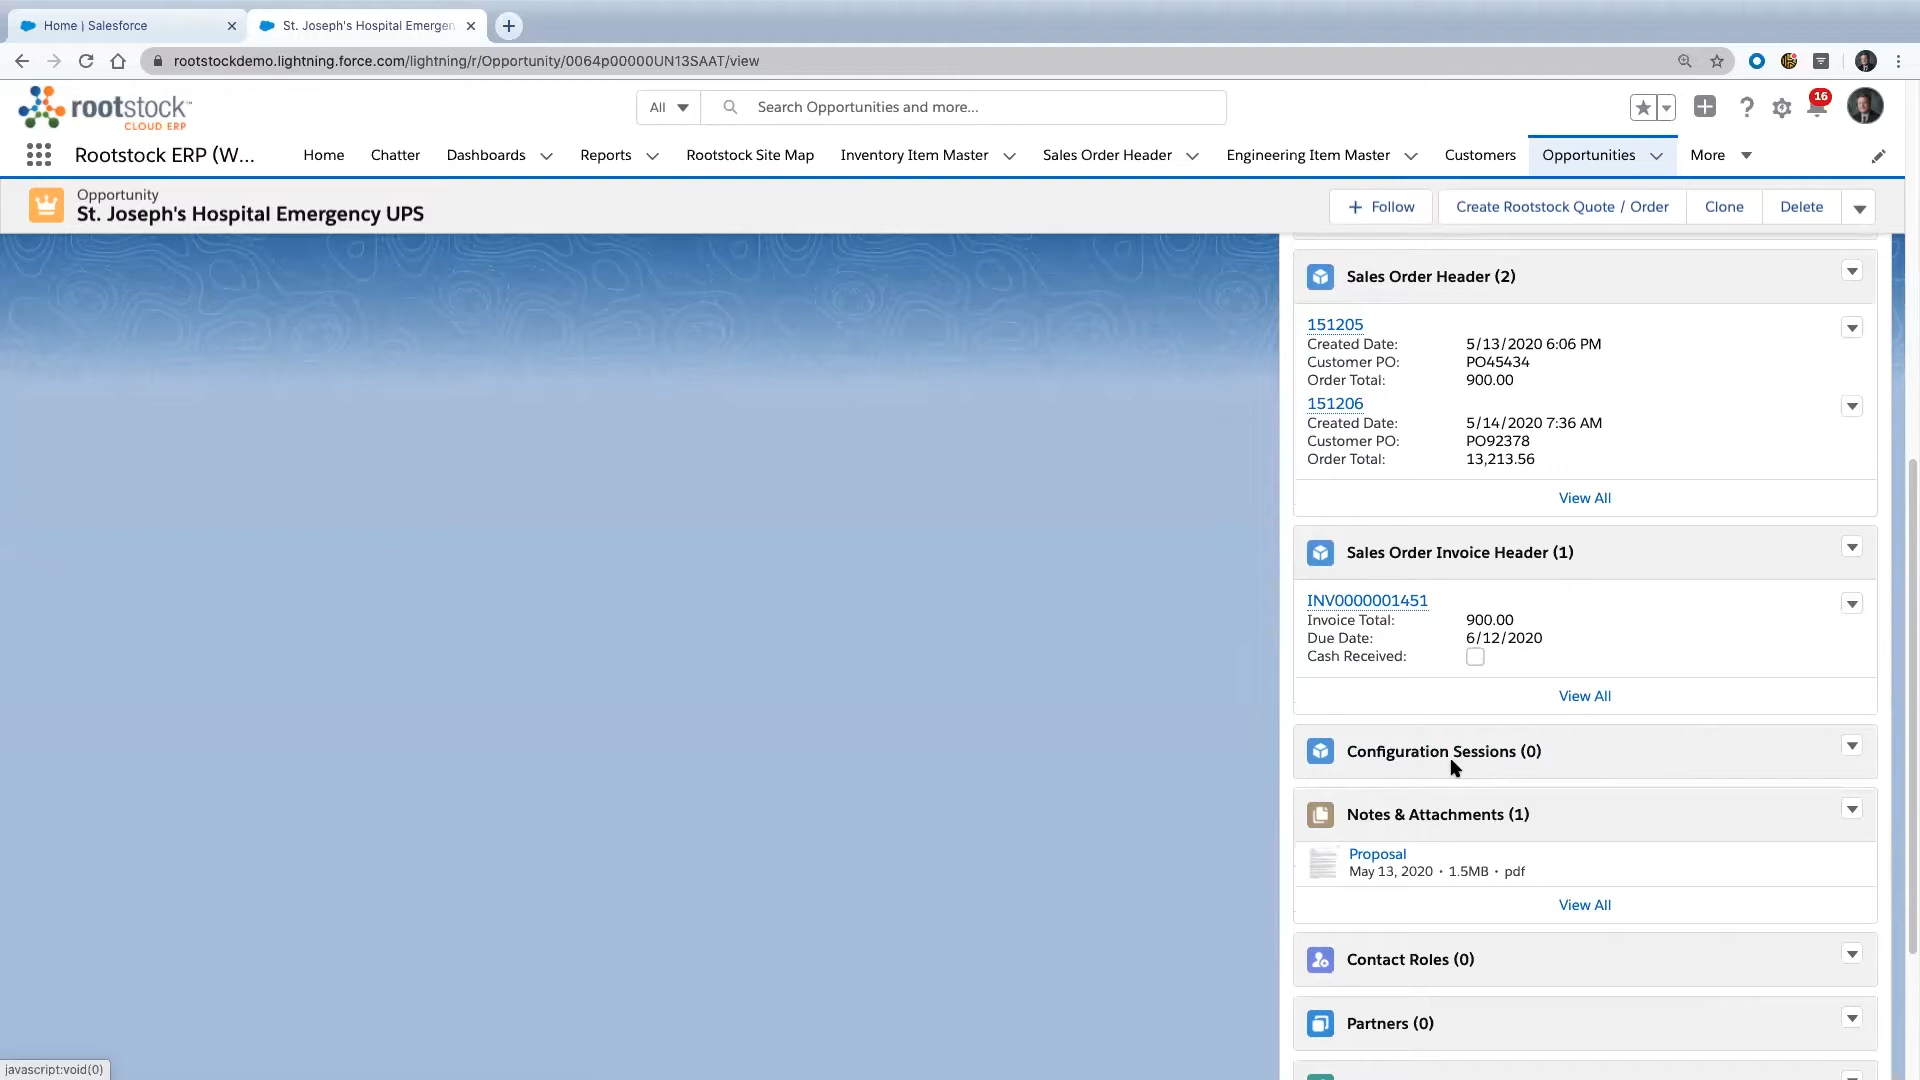 Home | Salesforce
St. Joseph's Hospital Emergen
rootstockdemo.lightning.force.com/lightning/r/Opportunity/0064p00000UN13SAAT/view
rootstock
CLOUD ERP
All
Search Opportunities and more...
16
Rootstock ERP (W...
Home
Chatter
Dashboards
Reports
Rootstock Site Map
Inventory Item Master
Sales Order Header
Engineering Item Master
Customers
Opportunities
More
Opportunity
St. Joseph's Hospital Emergency UPS
Follow
Create Rootstock Quote / Order
Clone
Delete
Sales Order Header (2)
151205
Created Date: 5/13/2020 6:06 PM
Customer PO: PO45434
Order Total: 900.00
151206
Created Date: 5/14/2020 7:36 AM
Customer PO: PO92378
Order Total: 13,213.56
View All
Sales Order Invoice Header (1)
INV0000001451
Invoice Total: 900.00
Due Date: 6/12/2020
Cash Received:
View All
Configuration Sessions (0)
Notes & Attachments (1)
Proposal
May 13, 2020 • 1.5MB • pdf
View All
Contact Roles (0)
Partners (0)
javascript:void(0)